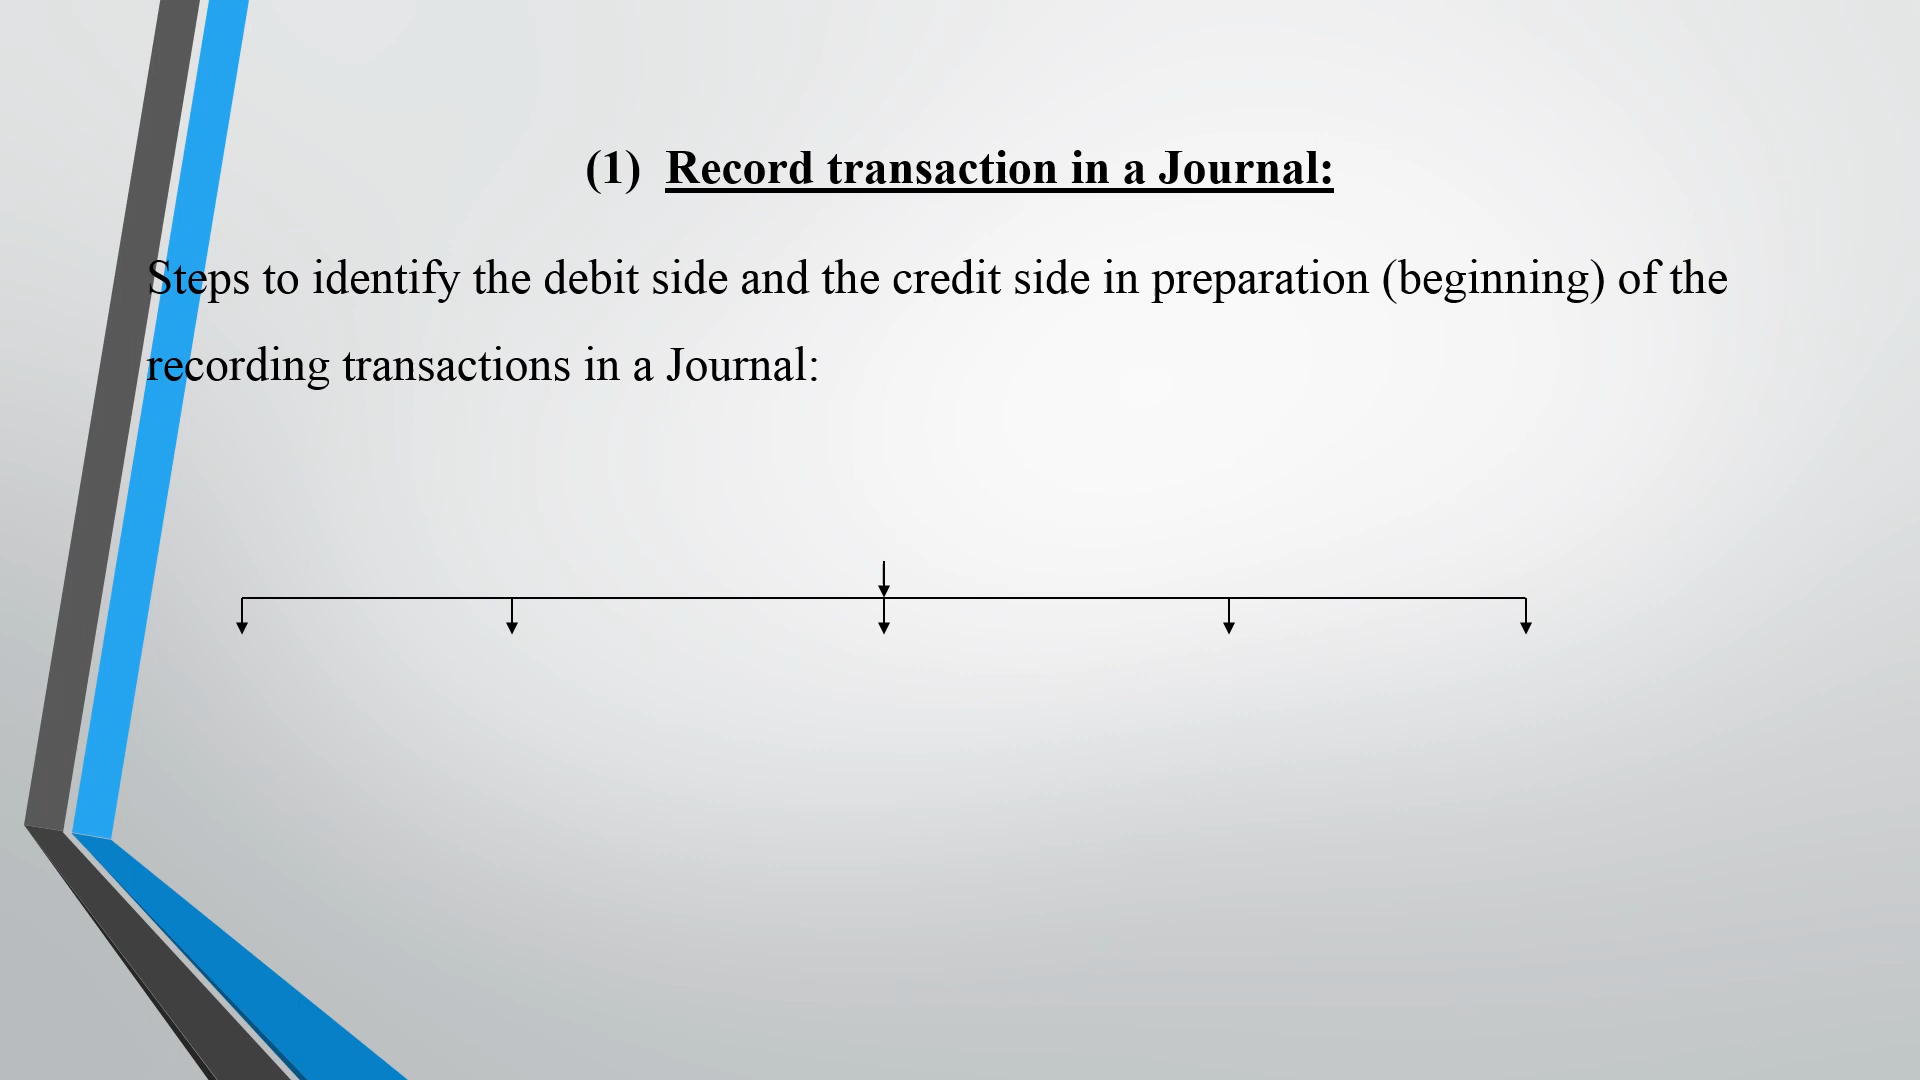 (1) Record transaction in a Journal:
Steps to identify the debit side and the credit side in preparation (beginning) of the
recording transactions in a Journal: